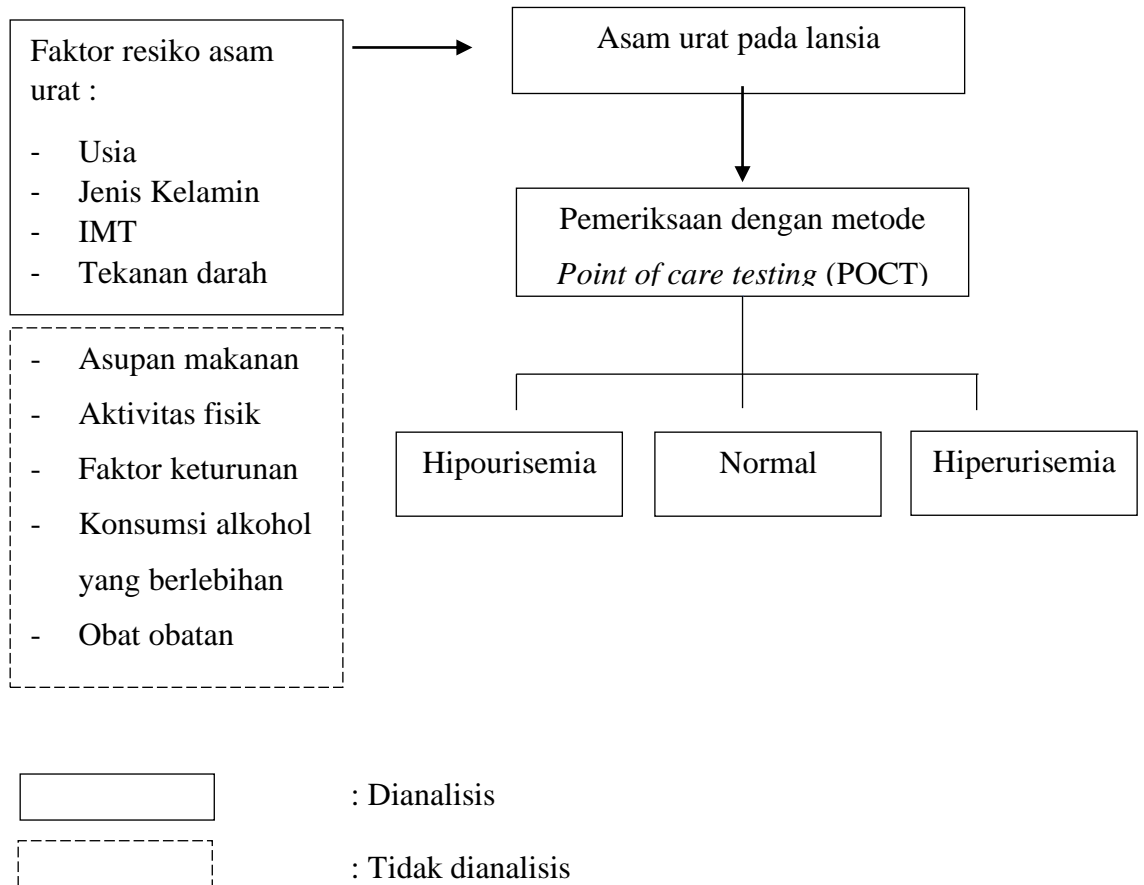 Faktor resiko asam
urat :
- Usia
- Jenis Kelamin
- IMT
- Tekanan darah
- Asupan makanan
- Aktivitas fisik
- Faktor keturunan
- Konsumsi alkohol
yang berlebihan
- Obat obatan
Asam urat pada lansia
Pemeriksaan dengan metode
Point of care testing (POCT)
Hipourisemia
Normal
Hiperurisemia
: Dianalisis
: Tidak dianalisis